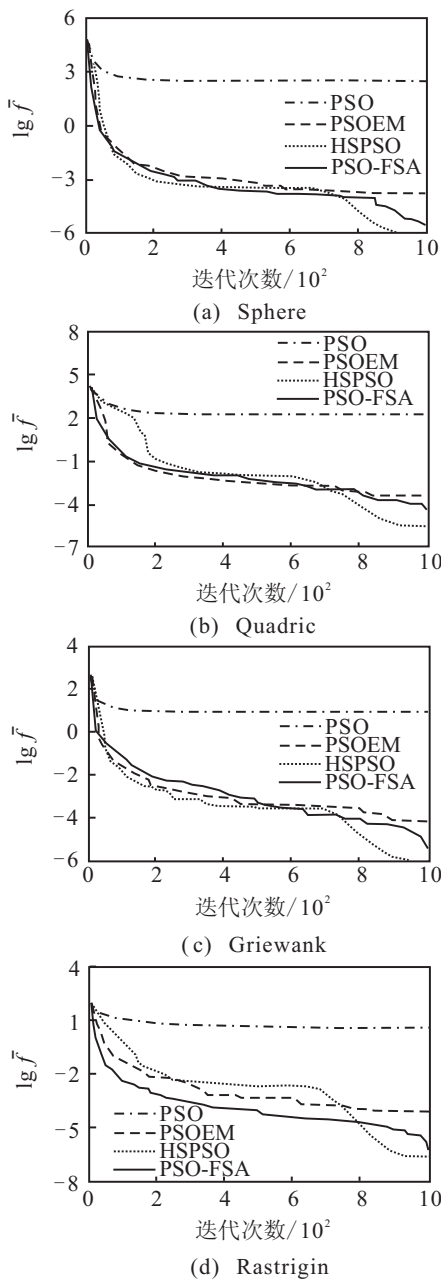 6
3
0
−3
−6
lg f̄
PSO
PSOEM
HSPSO
PSO-FSA
0 2 4 6 8 10
迭代次数/10²
(a) Sphere
8
5
2
−1
−4
−7
lg f̄
PSO
PSOEM
HSPSO
PSO-FSA
0 2 4 6 8 10
迭代次数/10²
(b) Quadric
4
2
0
−2
−4
−6
lg f̄
PSO
PSOEM
HSPSO
PSO-FSA
0 2 4 6 8 10
迭代次数/10²
(c) Griewank
4
1
−2
−5
−8
lg f̄
PSO
PSOEM
HSPSO
PSO-FSA
0 2 4 6 8 10
迭代次数/10²
(d) Rastrigin